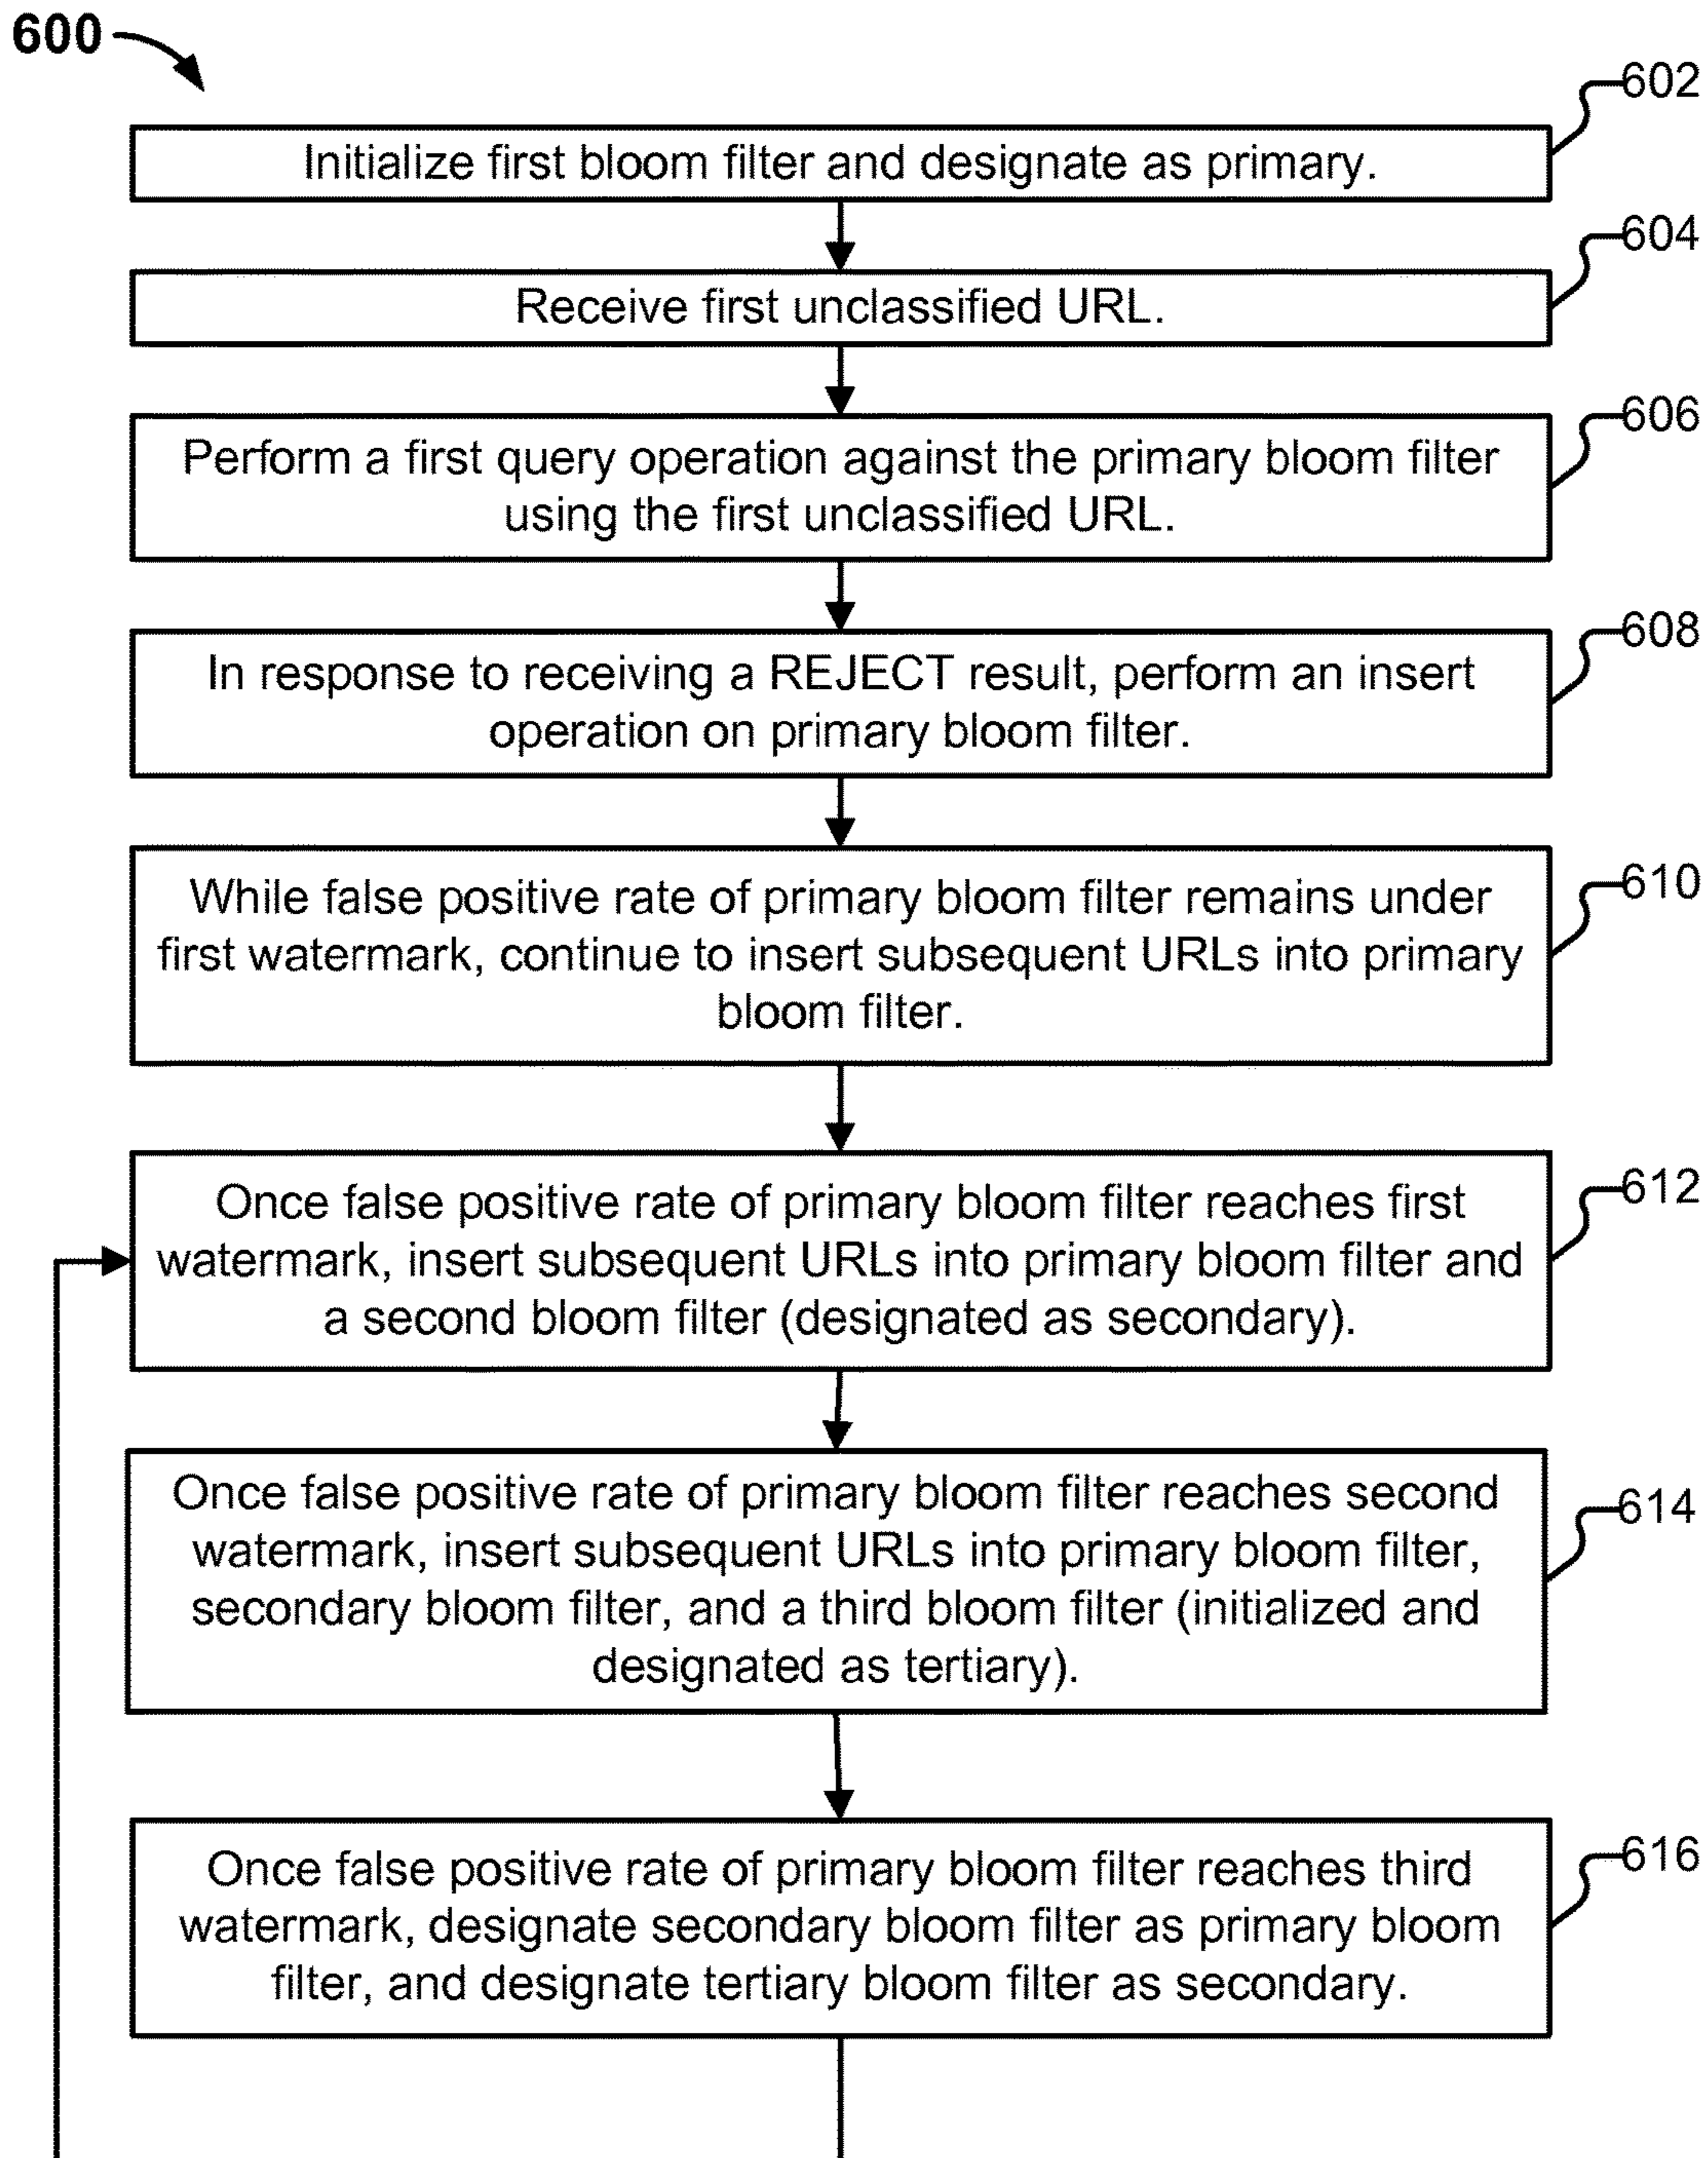 600
602
Initialize first bloom filter and designate as primary.
604
Receive first unclassified URL.
606
Perform a first query operation against the primary bloom filter
using the first unclassified URL.
608
In response to receiving a REJECT result, perform an insert
operation on primary bloom filter.
610
While false positive rate of primary bloom filter remains under
first watermark, continue to insert subsequent URLs into primary
bloom filter.
612
Once false positive rate of primary bloom filter reaches first
watermark, insert subsequent URLs into primary bloom filter and
a second bloom filter (designated as secondary).
614
Once false positive rate of primary bloom filter reaches second
watermark, insert subsequent URLs into primary bloom filter,
secondary bloom filter, and a third bloom filter (initialized and
designated as tertiary).
616
Once false positive rate of primary bloom filter reaches third
watermark, designate secondary bloom filter as primary bloom
filter, and designate tertiary bloom filter as secondary.